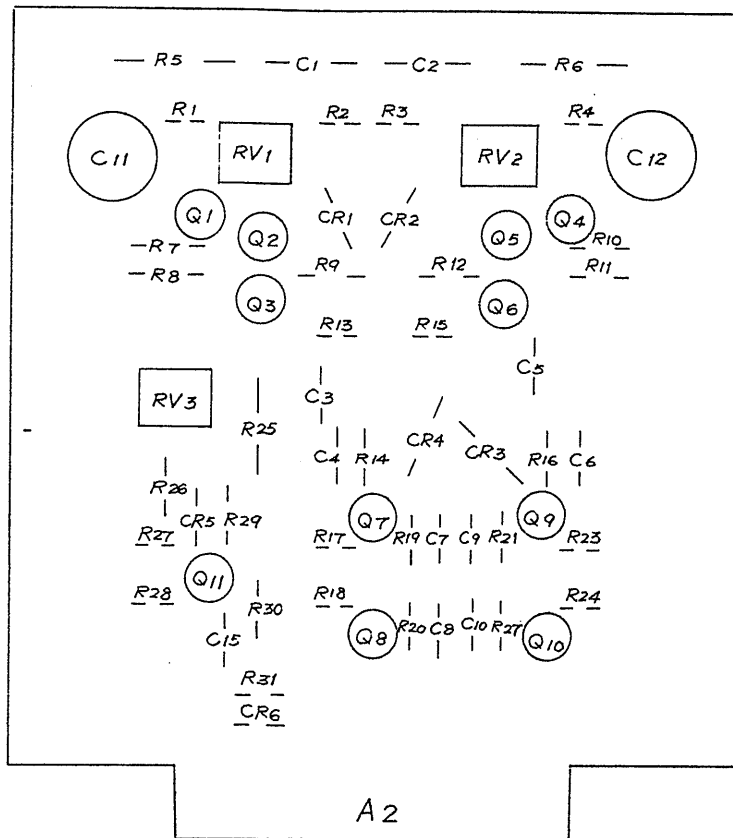 R5 C1 C2 R6
R1 R2 R3 R4
C11 RV1 RV2 C12
Q1 Q2 CR1 CR2 Q5 Q4
R7 R10
R8 R9 R12 R11
Q3 Q6
R13 R15
C5
RV3 C3
R25 CR4 CR3
C4 R14 R16 C6
R26
CR5 R29 Q7 Q9
R27 R17 R19 C7 C9 R21 R23
Q11
R28 R30 R18 R24
C15 Q8 R20 C8 C10 R27 Q10
R31
CR6
A2